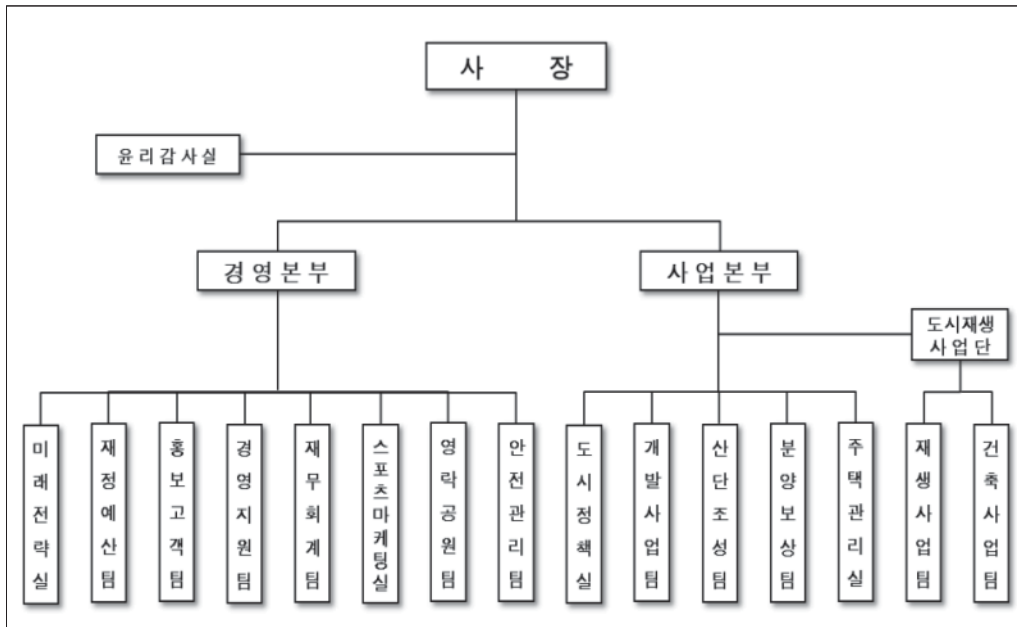 사 장
윤리감사실
경영본부
사업본부
도시재생
사업단
미래전략실
재정예산팀
홍보고객팀
경영지원팀
재무회계팀
스포츠마케팅실
영락공원팀
안전관리팀
도시정책실
개발사업팀
산단조성팀
분양보상팀
주택관리실
재생사업팀
건축사업팀